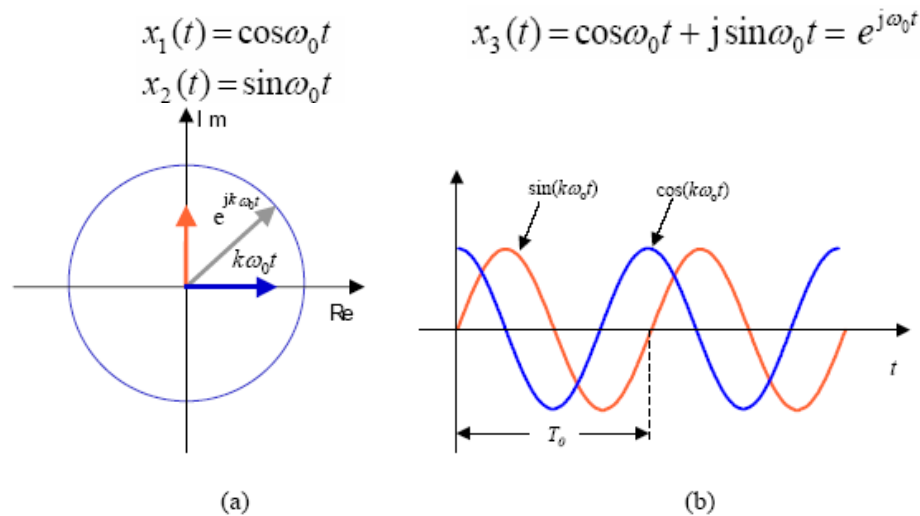 x₁(t) = cosω₀t
x₂(t) = sinω₀t
x₃(t) = cosω₀t + j sinω₀t = e^{jω₀t}
Im
e^{jkω₀t}
kω₀t
Re
(a)
sin(kω₀t)
cos(kω₀t)
t
T₀
(b)